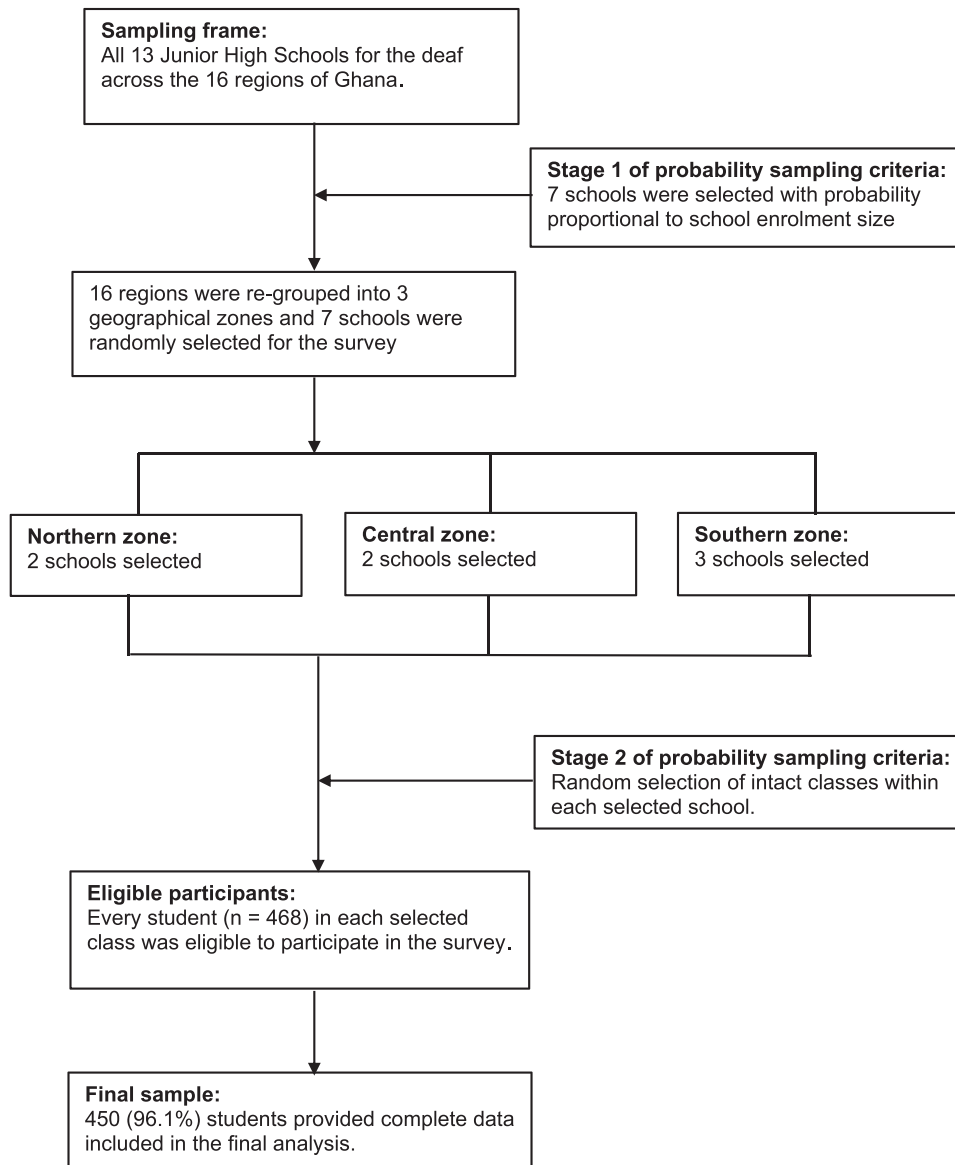 Sampling frame:
All 13 Junior High Schools for the deaf
across the 16 regions of Ghana.
Stage 1 of probability sampling criteria:
7 schools were selected with probability
proportional to school enrolment size
16 regions were re-grouped into 3
geographical zones and 7 schools were
randomly selected for the survey
Northern zone:
2 schools selected
Central zone:
2 schools selected
Southern zone:
3 schools selected
Stage 2 of probability sampling criteria:
Random selection of intact classes within
each selected school.
Eligible participants:
Every student (n = 468) in each selected
class was eligible to participate in the survey.
Final sample:
450 (96.1%) students provided complete data
included in the final analysis.